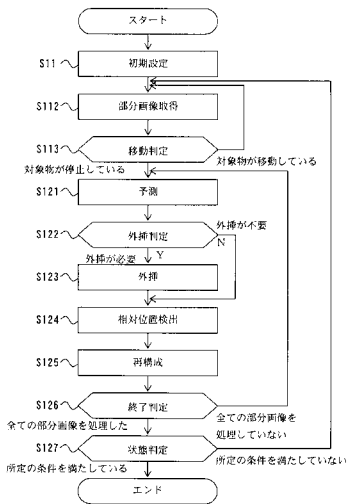 スタート
S11
初期設定
S112
部分画像取得
S113
移動判定
対象物が停止している
対象物が移動している
S121
予測
S122
外挿判定
外挿が不要
N
外挿が必要
Y
S123
外挿
S124
相対位置検出
S125
再構成
S126
終了判定
全ての部分画像を処理した
全ての部分画像を
処理していない
S127
状態判定
所定の条件を満たしている
所定の条件を満たしていない
エンド